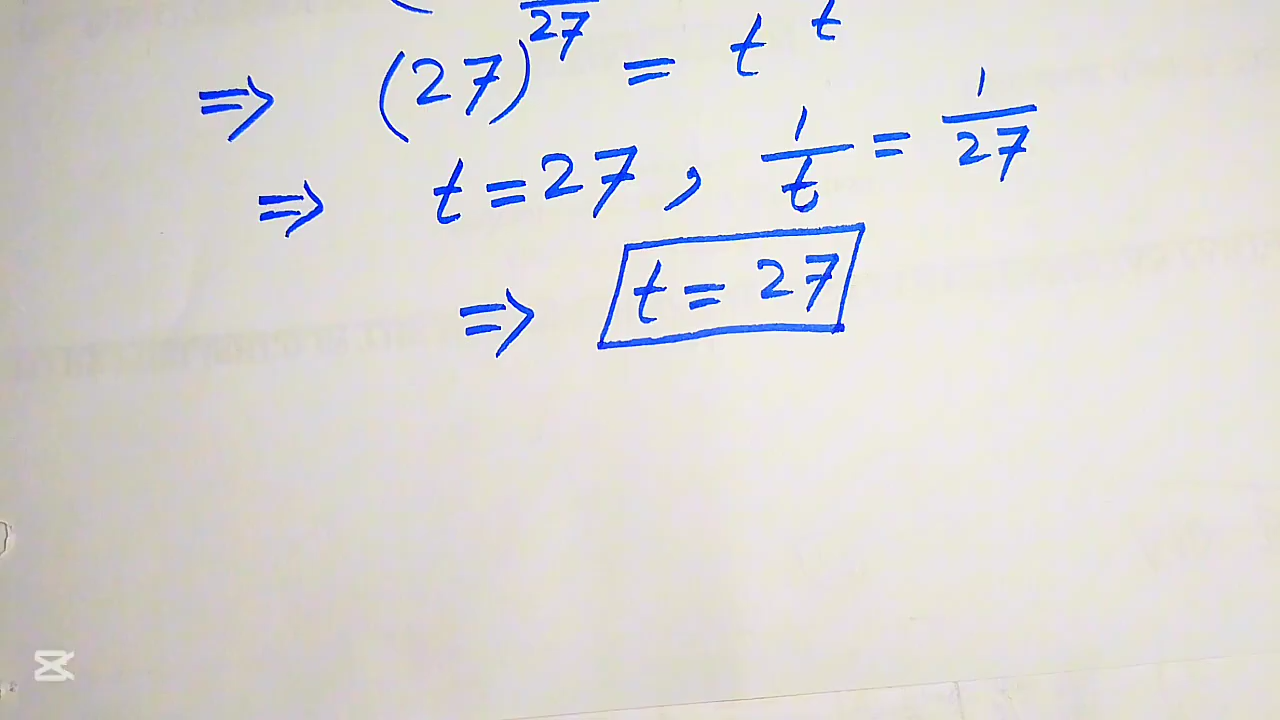 ⇒ (27)^27 = t^t
⇒ t = 27 , 1/t = 1/27
⇒ t = 27